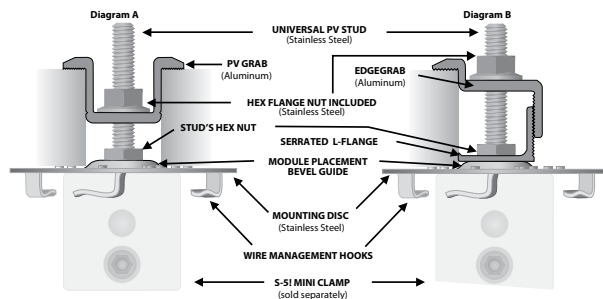 Diagram A
Diagram B
UNIVERSAL PV STUD
(Stainless Steel)
PV GRAB
(Aluminum)
EDGEGRAB
(Aluminum)
HEX FLANGE NUT INCLUDED
(Stainless Steel)
STUD'S HEX NUT
SERRATED L-FLANGE
MODULE PLACEMENT
BEVEL GUIDE
MOUNTING DISC
(Stainless Steel)
WIRE MANAGEMENT HOOKS
S-5! MINI CLAMP
(sold separately)